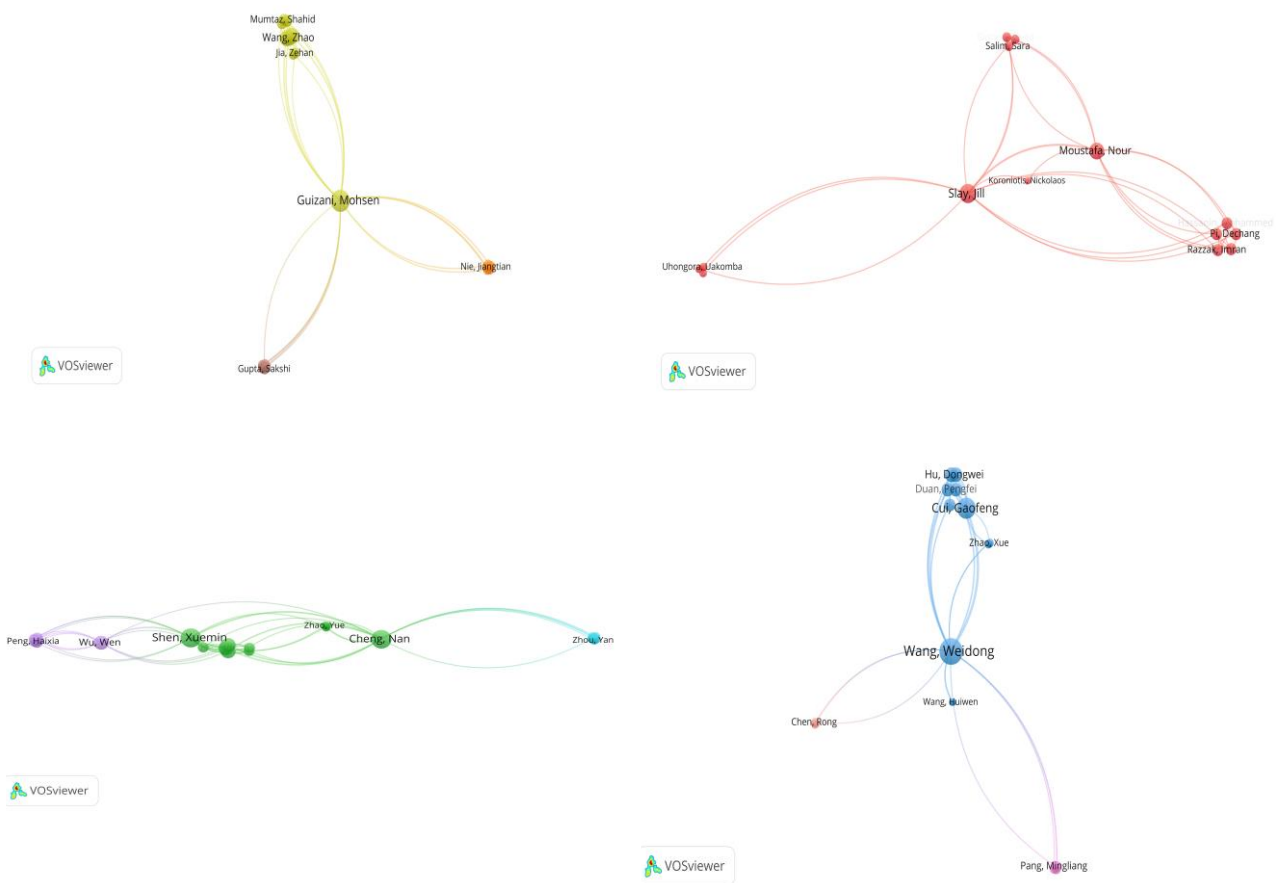 Mumtaz, Shahid
Wang, Zhao
Jia, Zehan
Guizani, Mohsen
Nie, Jiangtian
Gupta, Sakshi
VOSviewer
Salim, Sara
Moustafa, Nour
Koroniotis, Nickolaos
Slay, Jill
Pi, Dechang
Razzak, Imran
Uhongora, Uakomba
VOSviewer
Peng, Haixia
Wu, Wen
Shen, Xuemin
Zhao, Yue
Cheng, Nan
Zhou, Yan
VOSviewer
Hu, Dongwei
Duan, Pengfei
Cui, Gaofeng
Zhao, Xue
Wang, Weidong
Wang, Huiwen
Chen, Rong
Pang, Mingliang
VOSviewer